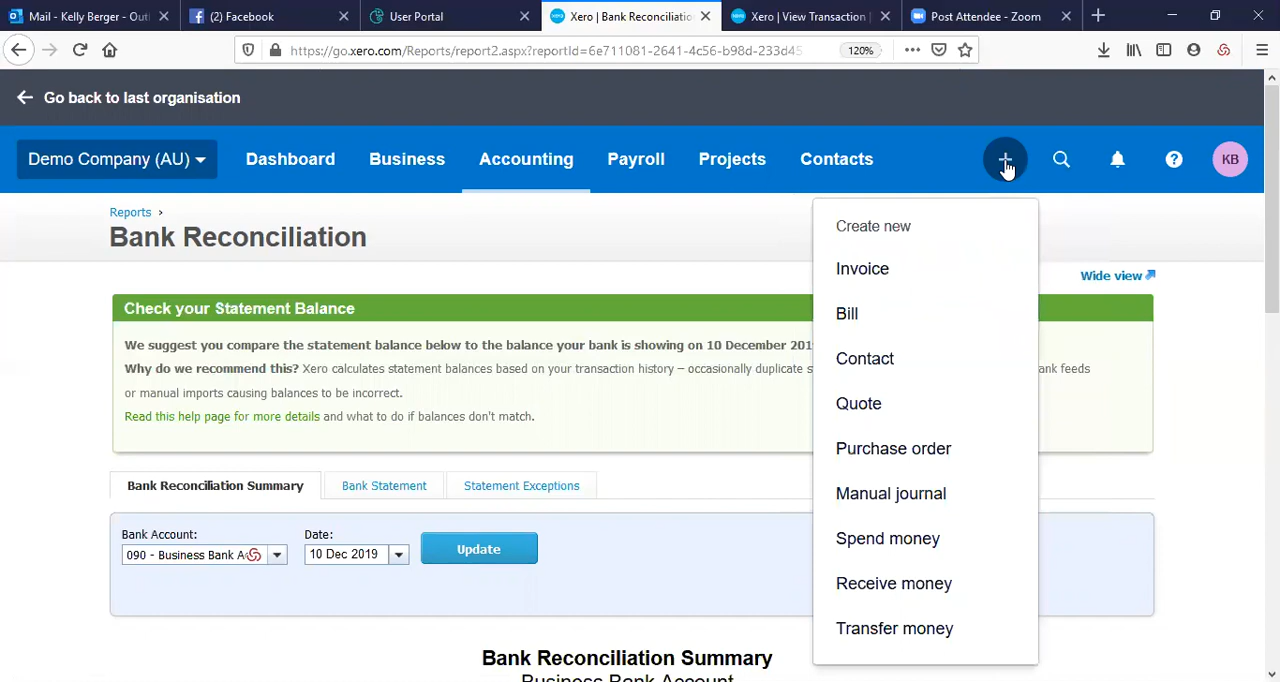 Mail - Kelly Berger - Out
(2) Facebook
User Portal
Xero | Bank Reconciliatio
Xero | View Transaction |
Post Attendee - Zoom
https://go.xero.com/Reports/report2.aspx?reportId=6e711081-2641-4c56-b98d-233d45
120%
Go back to last organisation
Demo Company (AU)
Dashboard
Business
Accounting
Payroll
Projects
Contacts
KB
Reports ›
Bank Reconciliation
Wide view
Create new
Invoice
Bill
Contact
Quote
Purchase order
Manual journal
Spend money
Receive money
Transfer money
Check your Statement Balance
We suggest you compare the statement balance below to the balance your bank is showing on 10 December 201
Why do we recommend this? Xero calculates statement balances based on your transaction history – occasionally duplicate s ank feeds
or manual imports causing balances to be incorrect.
Read this help page for more details and what to do if balances don't match.
Bank Reconciliation Summary
Bank Statement
Statement Exceptions
Bank Account:
Date:
090 - Business Bank A
10 Dec 2019
Update
Bank Reconciliation Summary
Business Bank Account